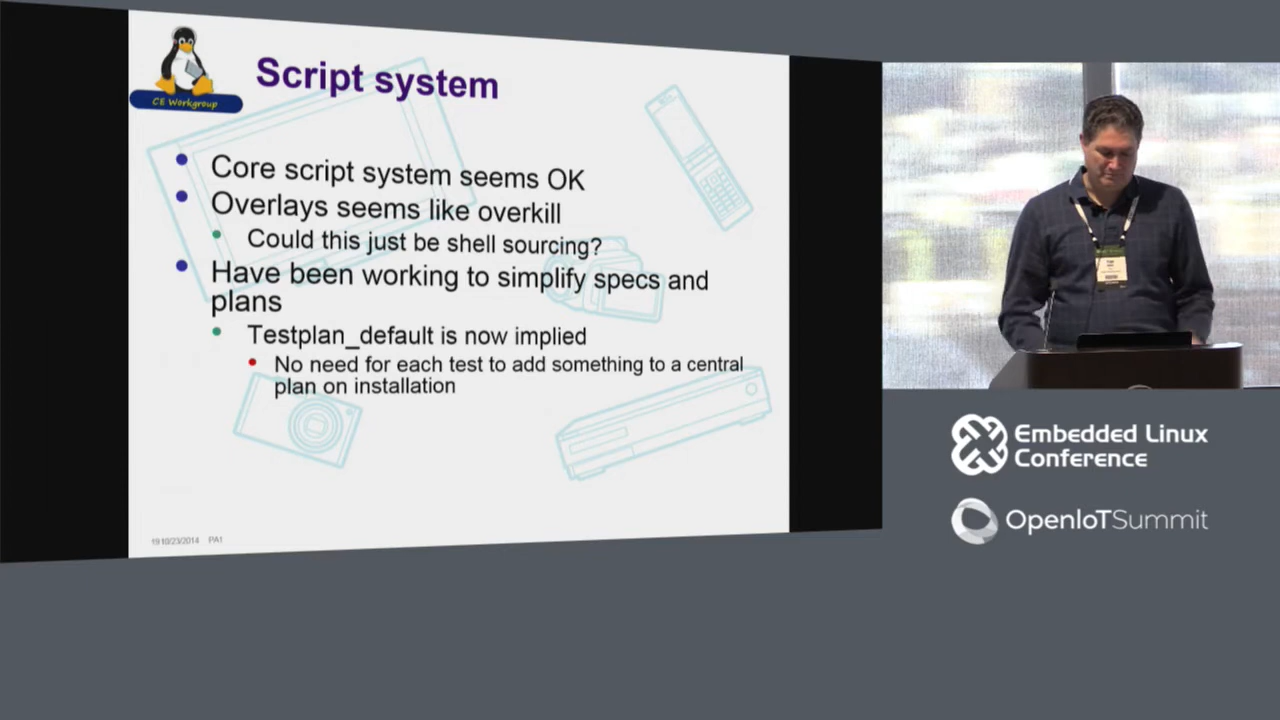 CE Workgroup
Script system
Core script system seems OK
Overlays seems like overkill
Could this just be shell sourcing?
Have been working to simplify specs and
plans
Testplan_default is now implied
No need for each test to add something to a central
plan on installation
19 10/23/2014 PA1
Embedded Linux
Conference
OpenIoTSummit